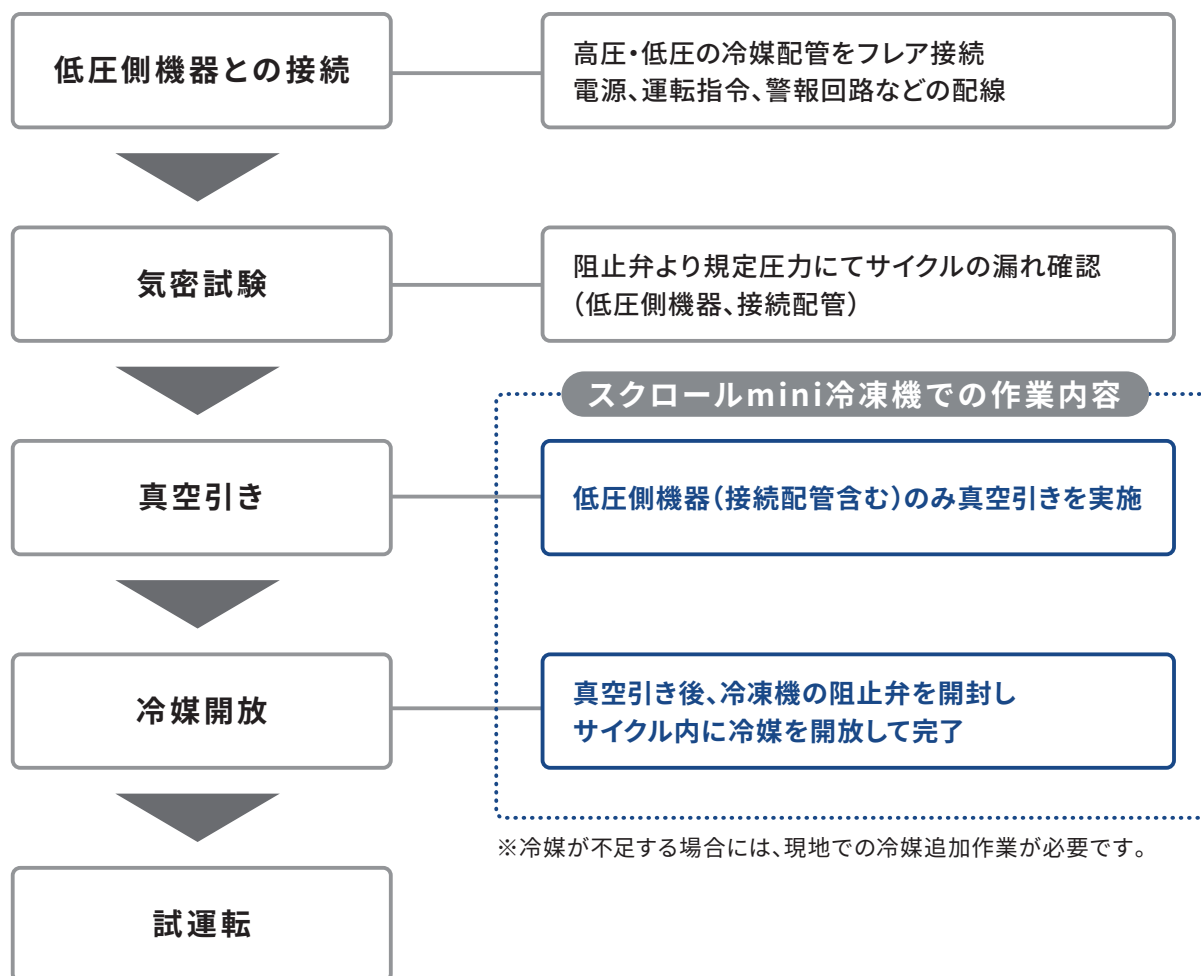 低圧側機器との接続
高圧・低圧の冷媒配管をフレア接続
電源、運転指令、警報回路などの配線
気密試験
阻止弁より規定圧力にてサイクルの漏れ確認
（低圧側機器、接続配管）
スクロールmini冷凍機での作業内容
真空引き
低圧側機器（接続配管含む）のみ真空引きを実施
冷媒開放
真空引き後、冷凍機の阻止弁を開封し
サイクル内に冷媒を開放して完了
※冷媒が不足する場合には、現地での冷媒追加作業が必要です。
試運転